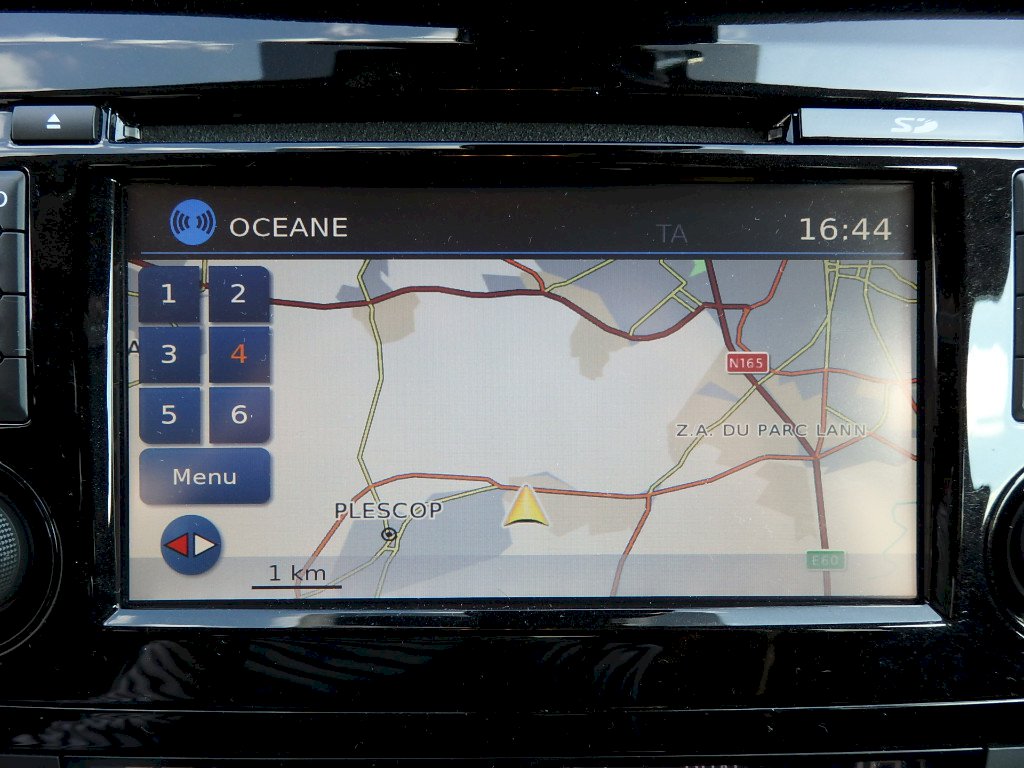 SD
OCEANE
TA
16:44
1 2
3 4
5 6
Menu
N165
Z.A. DU PARC LANN
PLESCOP
E60
1 km